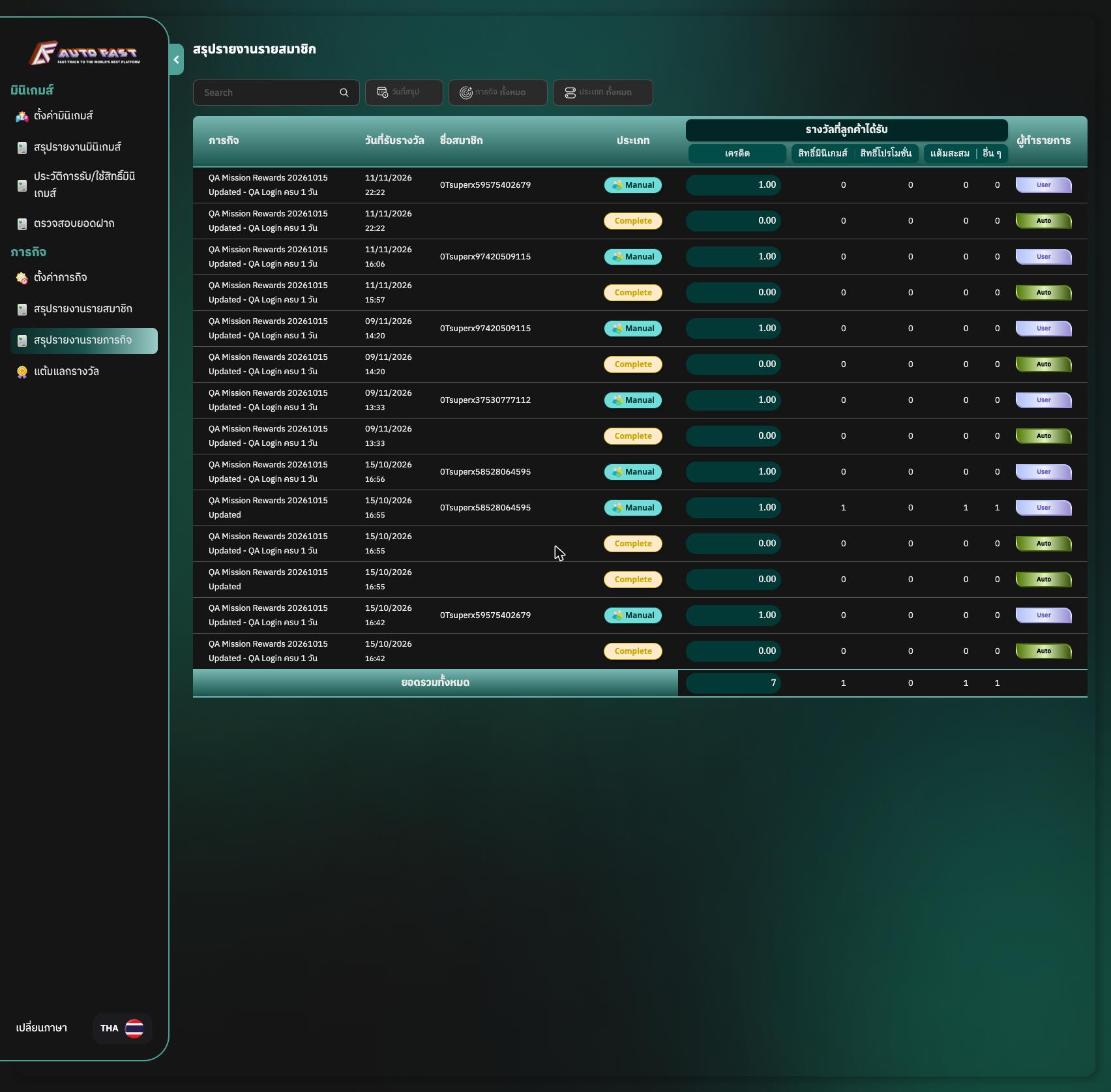 AUTO FAST
FAST TRACK TO THE WORLD'S BEST PLATFORM
มินิเกมส์
ตั้งค่ามินิเกมส์
สรุปรายงานมินิเกมส์
ประวัติการรับ/ใช้สิทธิ์มินิ
เกมส์
ตรวจสอบยอดฝาก
ภารกิจ
ตั้งค่าภารกิจ
สรุปรายงานรายสมาชิก
สรุปรายงานรายภารกิจ
แต้มแลกรางวัล
เปลี่ยนภาษา THA
สรุปรายงานรายสมาชิก
Search วันที่สรุป ภารกิจ ทั้งหมด ประเภท ทั้งหมด
รางวัลที่ลูกค้าได้รับ
ภารกิจ วันที่รับรางวัล ชื่อสมาชิก ประเภท ผู้ทำรายการ
เครดิต สิทธิ์มินิเกมส์ สิทธิ์โปรโมชั่น แต้มสะสม | อื่น ๆ
QA Mission Rewards 20261015 11/11/2026
0Tsuperx59575402679 Manual 1.00 0 0 0 0 User
Updated - QA Login ครบ 1 วัน 22:22
QA Mission Rewards 20261015 11/11/2026
Complete 0.00 0 0 0 0 Auto
Updated - QA Login ครบ 1 วัน 22:22
QA Mission Rewards 20261015 11/11/2026
0Tsuperx97420509115 Manual 1.00 0 0 0 0 User
Updated - QA Login ครบ 1 วัน 16:06
QA Mission Rewards 20261015 11/11/2026
Complete 0.00 0 0 0 0 Auto
Updated - QA Login ครบ 1 วัน 15:57
QA Mission Rewards 20261015 09/11/2026
0Tsuperx97420509115 Manual 1.00 0 0 0 0 User
Updated - QA Login ครบ 1 วัน 14:20
QA Mission Rewards 20261015 09/11/2026
Complete 0.00 0 0 0 0 Auto
Updated - QA Login ครบ 1 วัน 14:20
QA Mission Rewards 20261015 09/11/2026
0Tsuperx37530777112 Manual 1.00 0 0 0 0 User
Updated - QA Login ครบ 1 วัน 13:33
QA Mission Rewards 20261015 09/11/2026
Complete 0.00 0 0 0 0 Auto
Updated - QA Login ครบ 1 วัน 13:33
QA Mission Rewards 20261015 15/10/2026
0Tsuperx58528064595 Manual 1.00 0 0 0 0 User
Updated - QA Login ครบ 1 วัน 16:56
QA Mission Rewards 20261015 15/10/2026
0Tsuperx58528064595 Manual 1.00 1 0 1 1 User
Updated 16:55
QA Mission Rewards 20261015 15/10/2026
Complete 0.00 0 0 0 0 Auto
Updated - QA Login ครบ 1 วัน 16:55
QA Mission Rewards 20261015 15/10/2026
Complete 0.00 0 0 0 0 Auto
Updated 16:55
QA Mission Rewards 20261015 15/10/2026
0Tsuperx59575402679 Manual 1.00 0 0 0 0 User
Updated - QA Login ครบ 1 วัน 16:42
QA Mission Rewards 20261015 15/10/2026
Complete 0.00 0 0 0 0 Auto
Updated - QA Login ครบ 1 วัน 16:42
ยอดรวมทั้งหมด 7 1 0 1 1